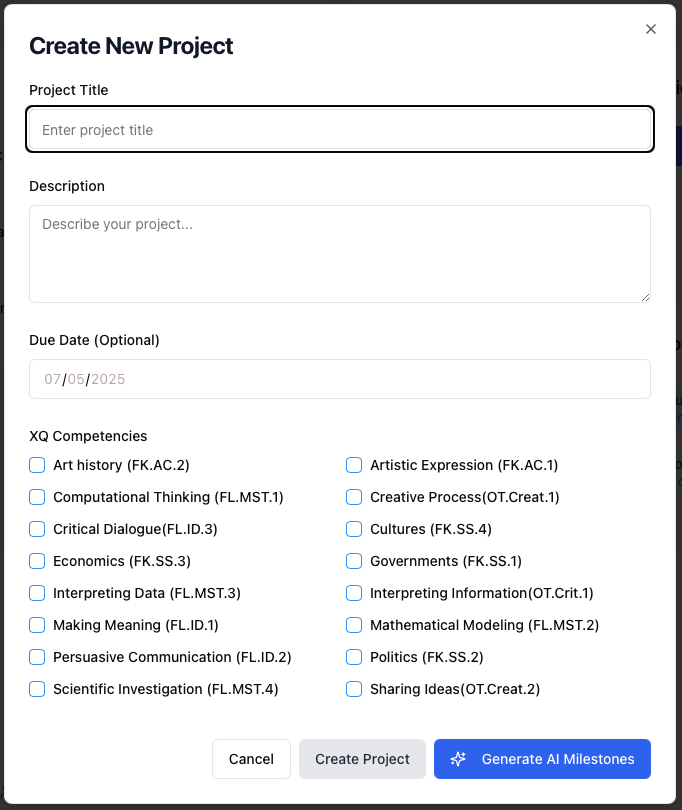 Create New Project
Project Title
Enter project title
Description
Describe your project...
Due Date (Optional)
07/05/2025
XQ Competencies
Art history (FK.AC.2)
Artistic Expression (FK.AC.1)
Computational Thinking (FL.MST.1)
Creative Process(OT.Creat.1)
Critical Dialogue(FL.ID.3)
Cultures (FK.SS.4)
Economics (FK.SS.3)
Governments (FK.SS.1)
Interpreting Data (FL.MST.3)
Interpreting Information(OT.Crit.1)
Making Meaning (FL.ID.1)
Mathematical Modeling (FL.MST.2)
Persuasive Communication (FL.ID.2)
Politics (FK.SS.2)
Scientific Investigation (FL.MST.4)
Sharing Ideas(OT.Creat.2)
Cancel
Create Project
Generate AI Milestones